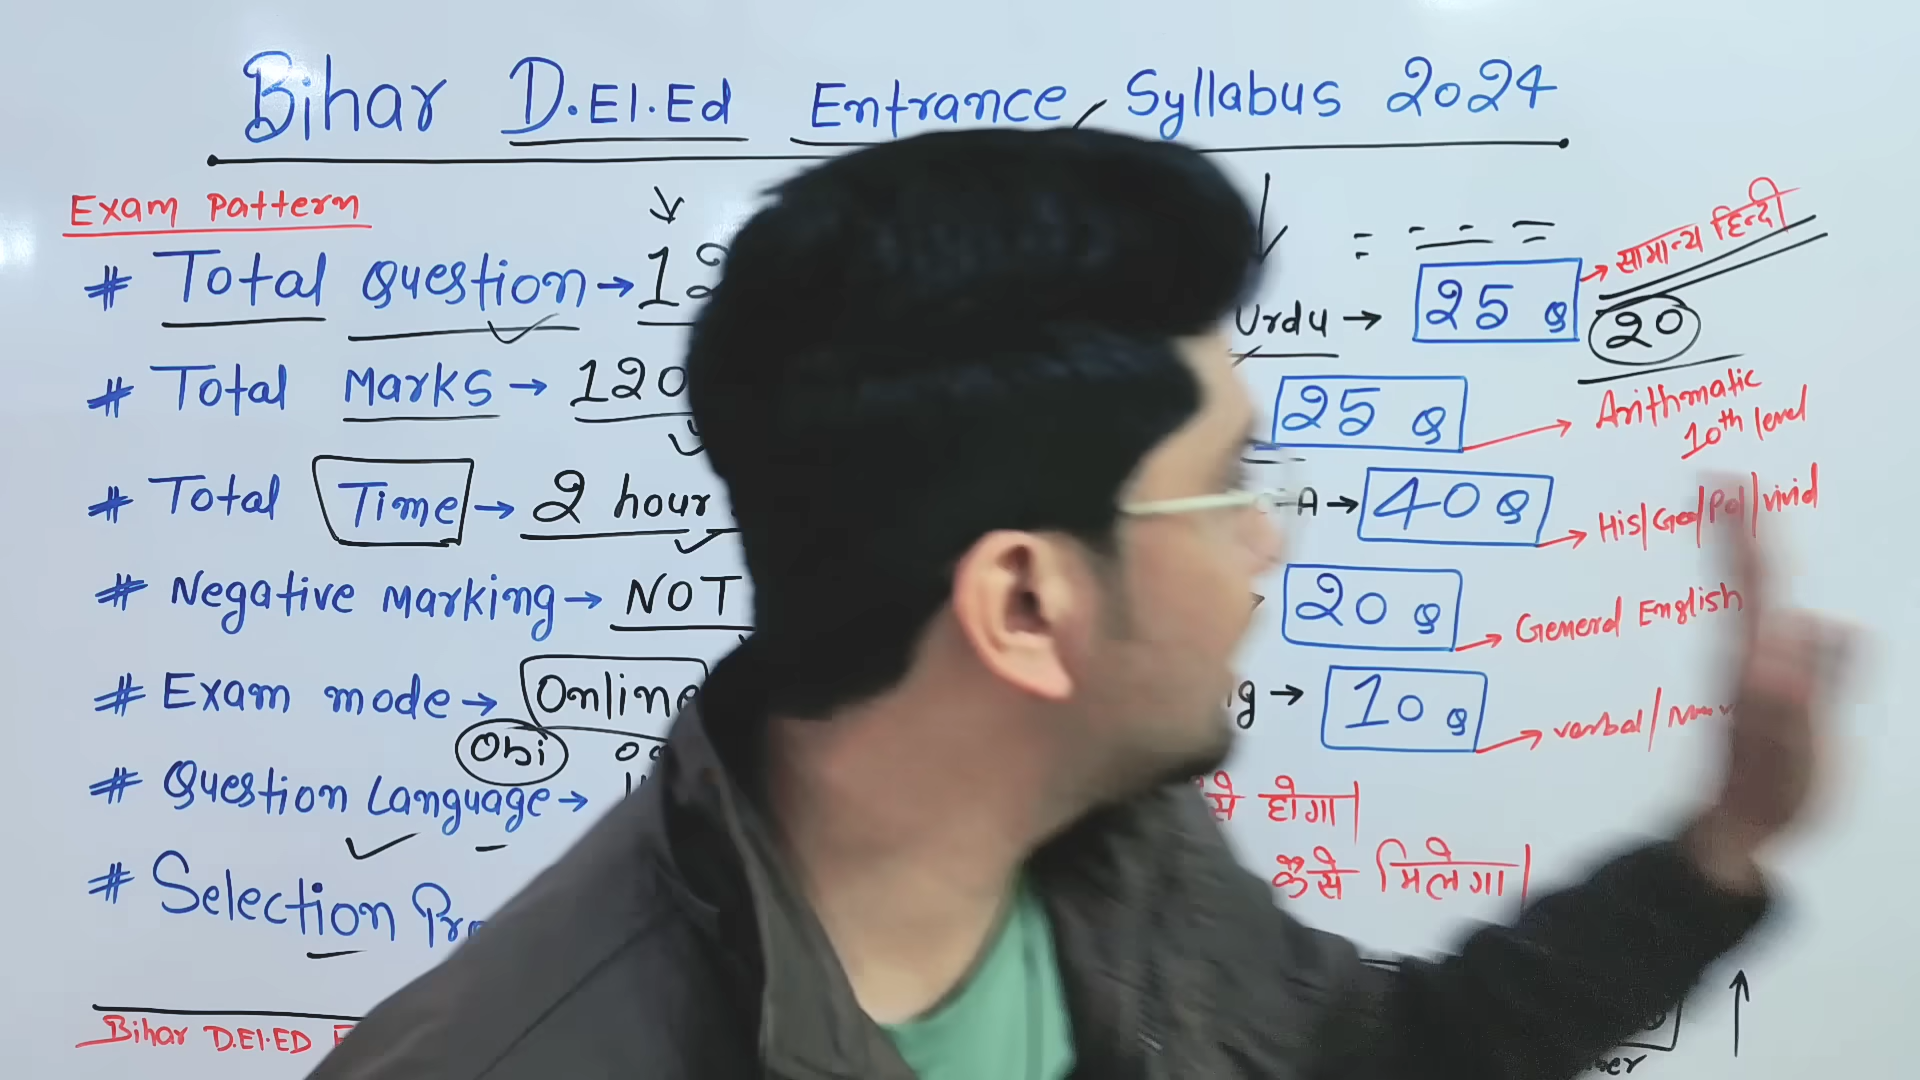 Bihar D.El.Ed Entrance Syllabus 2024
Exam Pattern
# Total Question → 12
# Total Marks → 120
# Total Time → 2 hour
# Negative marking → NOT
# Exam mode → Online
Obj
# Question Language →
# Selection
Bihar D.El.ED
Urdu → 25 Q → सामान्य हिन्दी
20
25 Q → Arithmatic
10th level
A → 40 Q → His/Geo/Pol/vivid
20 Q → General English
→ 10 Q → verbal/
होगा|
कैसे मिलेगा|